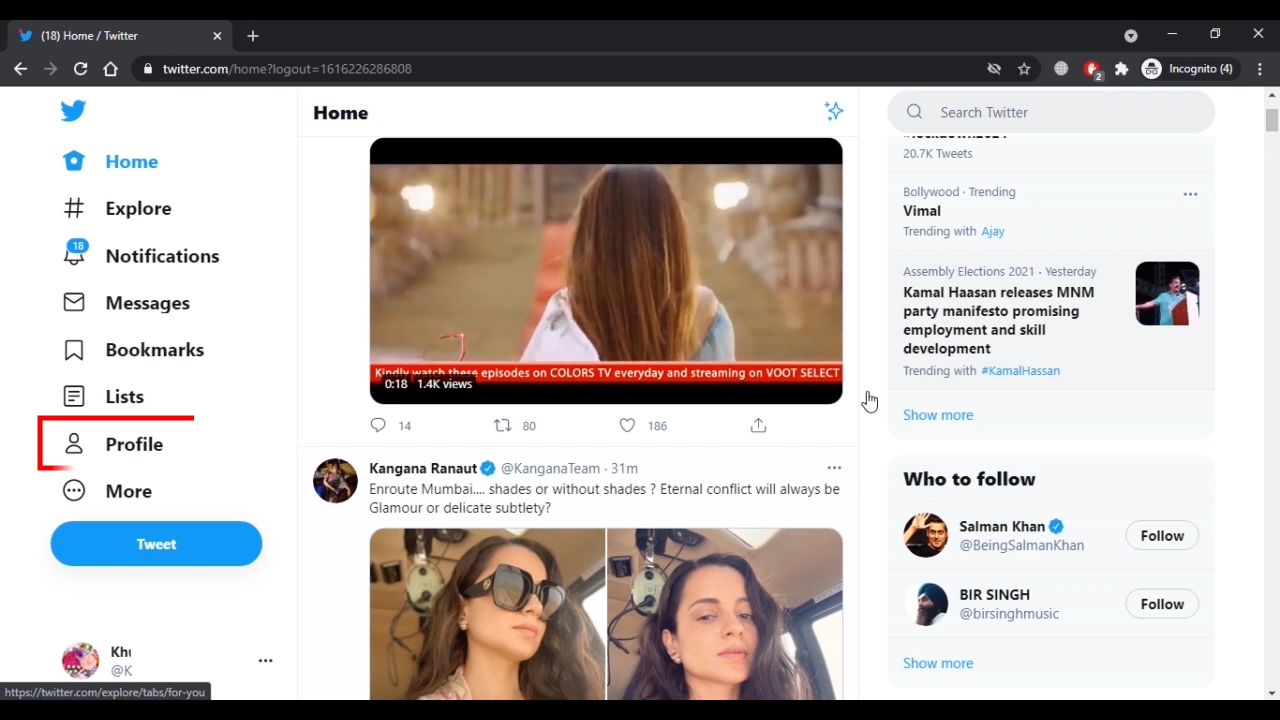 (18) Home / Twitter
twitter.com/home?logout=1616226286808
2
Incognito (4)
Home
Explore
18
Notifications
Messages
Bookmarks
Lists
Profile
More
Tweet
Khu
@K
https://twitter.com/explore/tabs/for-you
Home
Kindly watch these episodes on COLORS TV everyday and streaming on VOOT SELECT
0:18 1.4K views
14 80 186
Kangana Ranaut @KanganaTeam · 31m
Enroute Mumbai.... shades or without shades ? Eternal conflict will always be
Glamour or delicate subtlety?
Search Twitter
20.7K Tweets
Bollywood · Trending
Vimal
Trending with Ajay
Assembly Elections 2021 · Yesterday
Kamal Haasan releases MNM
party manifesto promising
employment and skill
development
Trending with #KamalHassan
Show more
Who to follow
Salman Khan
@BeingSalmanKhan
Follow
BIR SINGH
@birsinghmusic
Follow
Show more